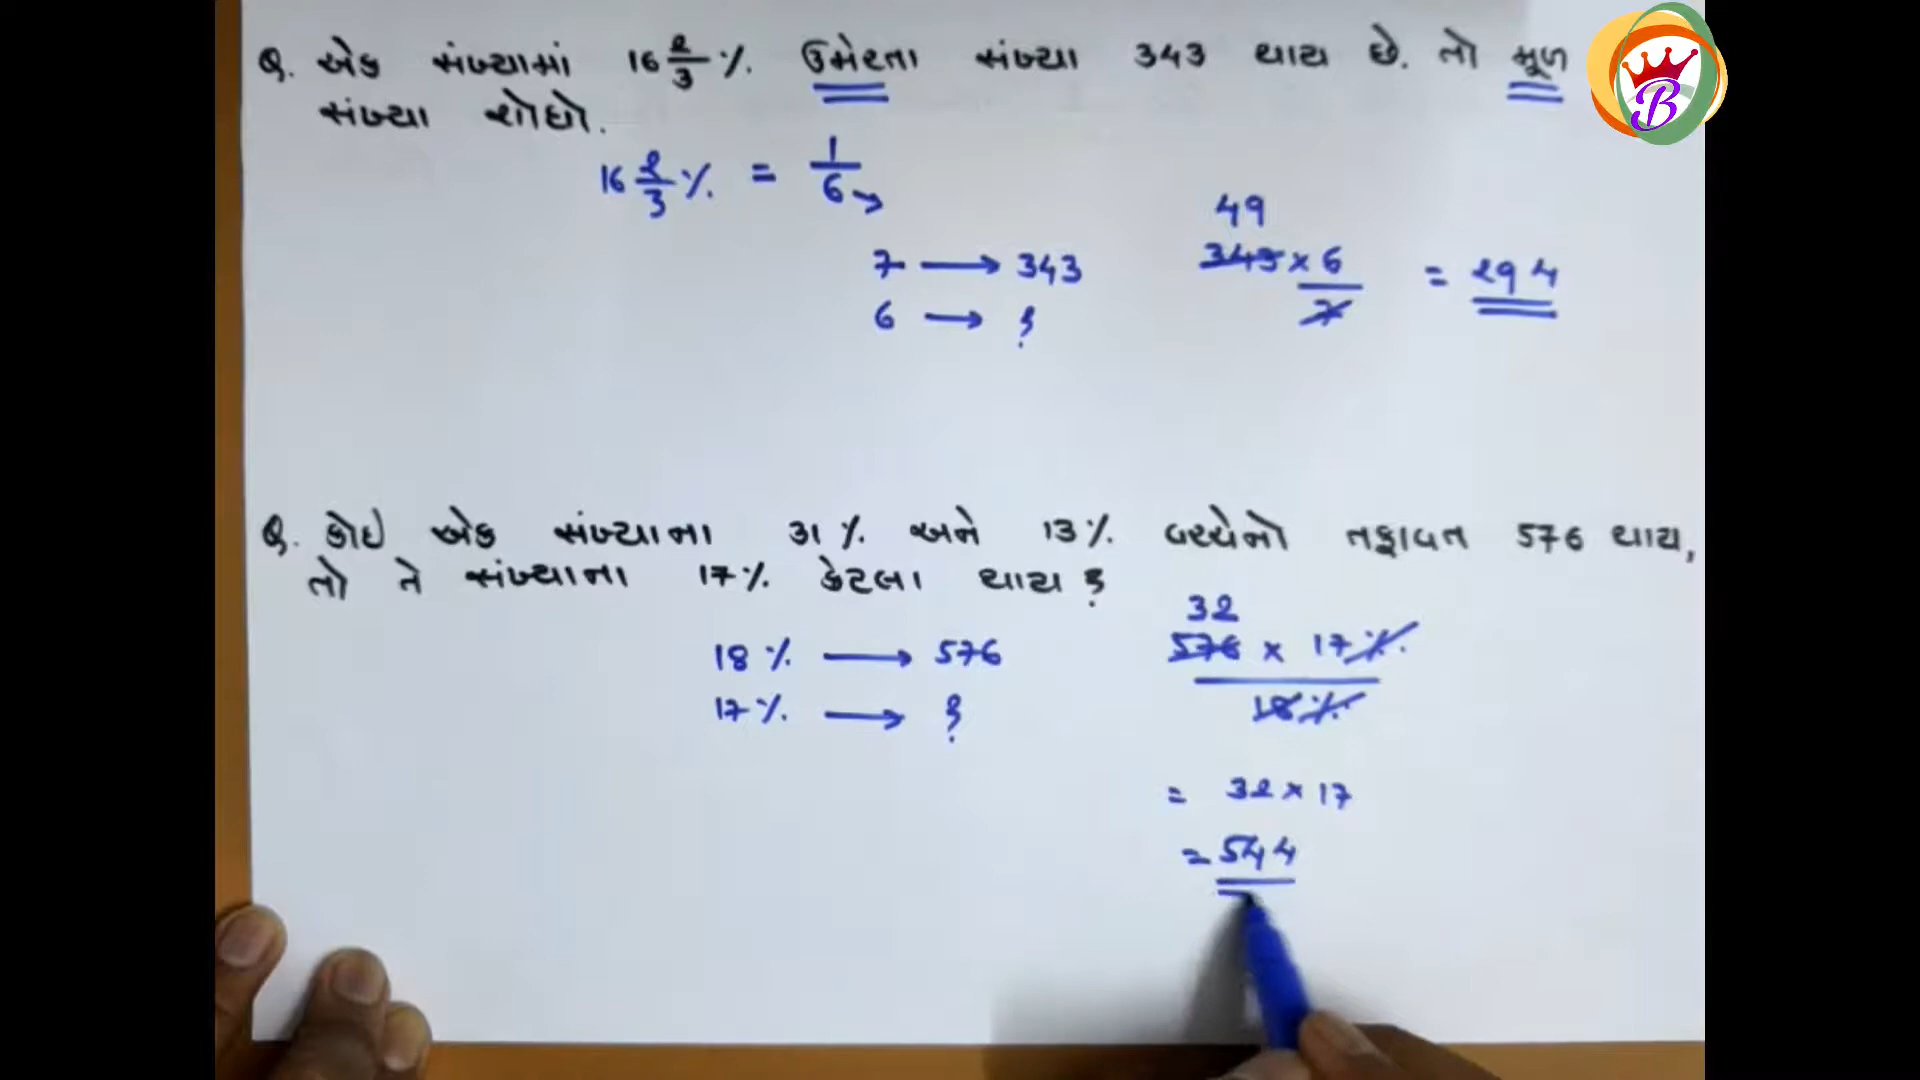 Q. એક સંખ્યામાં 16 2/3 % ઉમેરતા સંખ્યા 343 થાય છે. તો મૂળ
સંખ્યા શોધો.
16 2/3 % = 1/6 →
7 → 343
6 → ?
49
343 × 6 / 7 = 294
Q. કોઈ એક સંખ્યાના 31% અને 13% વચ્ચેનો તફાવત 576 થાય,
તો તે સંખ્યાના 17% કેટલા થાય ?
18% → 576
17% → ?
32
576 × 17% / 18%
= 32 × 17
= 544
B